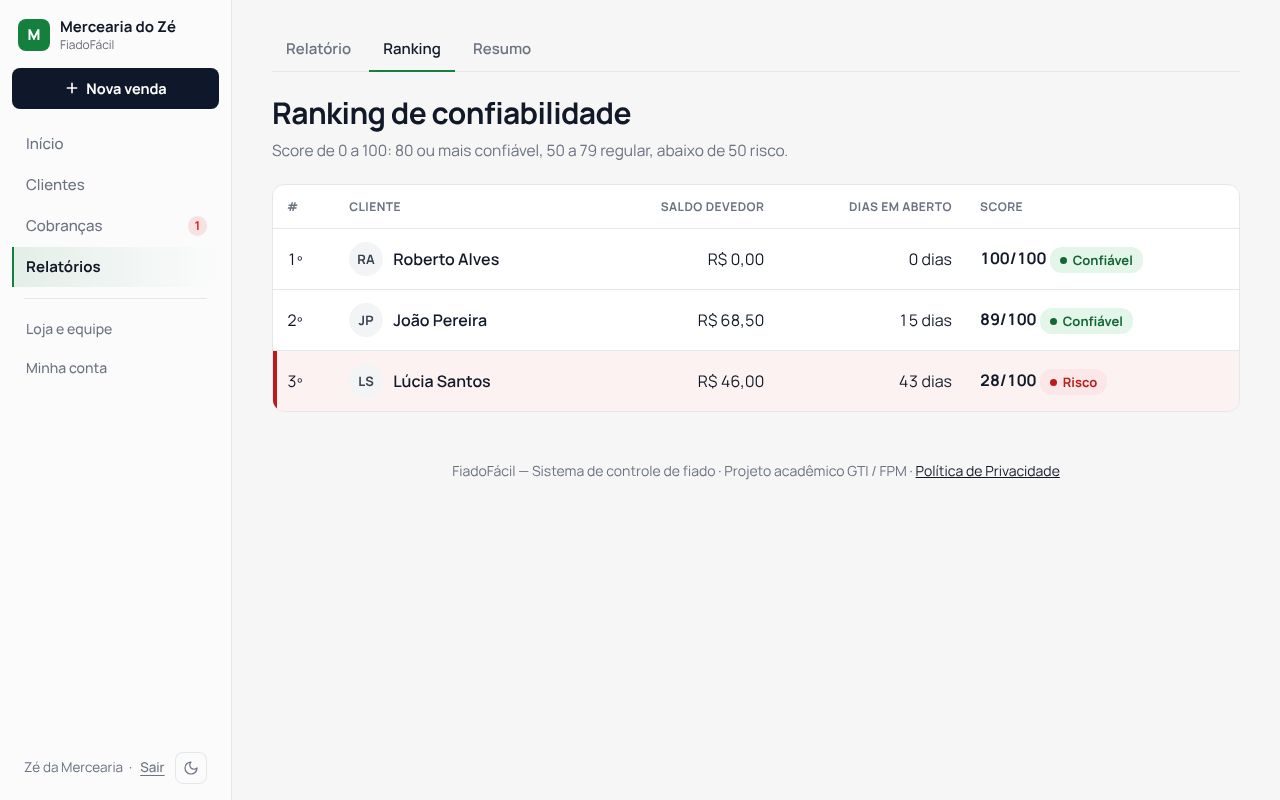 M
Mercearia do Zé
FiadoFácil
+ Nova venda
Início
Clientes
Cobranças 1
Relatórios
Loja e equipe
Minha conta
Zé da Mercearia · Sair
Relatório Ranking Resumo
Ranking de confiabilidade
Score de 0 a 100: 80 ou mais confiável, 50 a 79 regular, abaixo de 50 risco.
# CLIENTE SALDO DEVEDOR DIAS EM ABERTO SCORE
1º RA Roberto Alves R$ 0,00 0 dias 100/100 Confiável
2º JP João Pereira R$ 68,50 15 dias 89/100 Confiável
3º LS Lúcia Santos R$ 46,00 43 dias 28/100 Risco
FiadoFácil — Sistema de controle de fiado · Projeto acadêmico GTI / FPM · Política de Privacidade